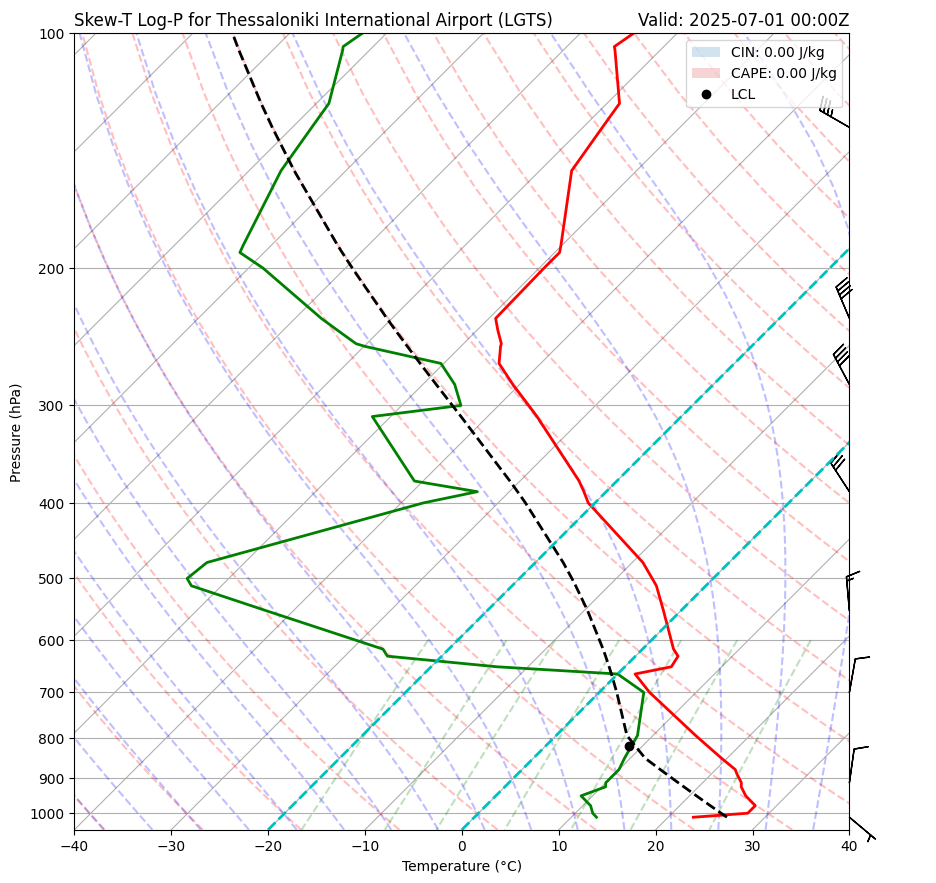 Skew-T Log-P for Thessaloniki International Airport (LGTS) Valid: 2025-07-01 00:00Z
CIN: 0.00 J/kg
CAPE: 0.00 J/kg
LCL
100
200
300
400
500
600
700
800
900
1000
Pressure (hPa)
−40 −30 −20 −10 0 10 20 30 40
Temperature (°C)